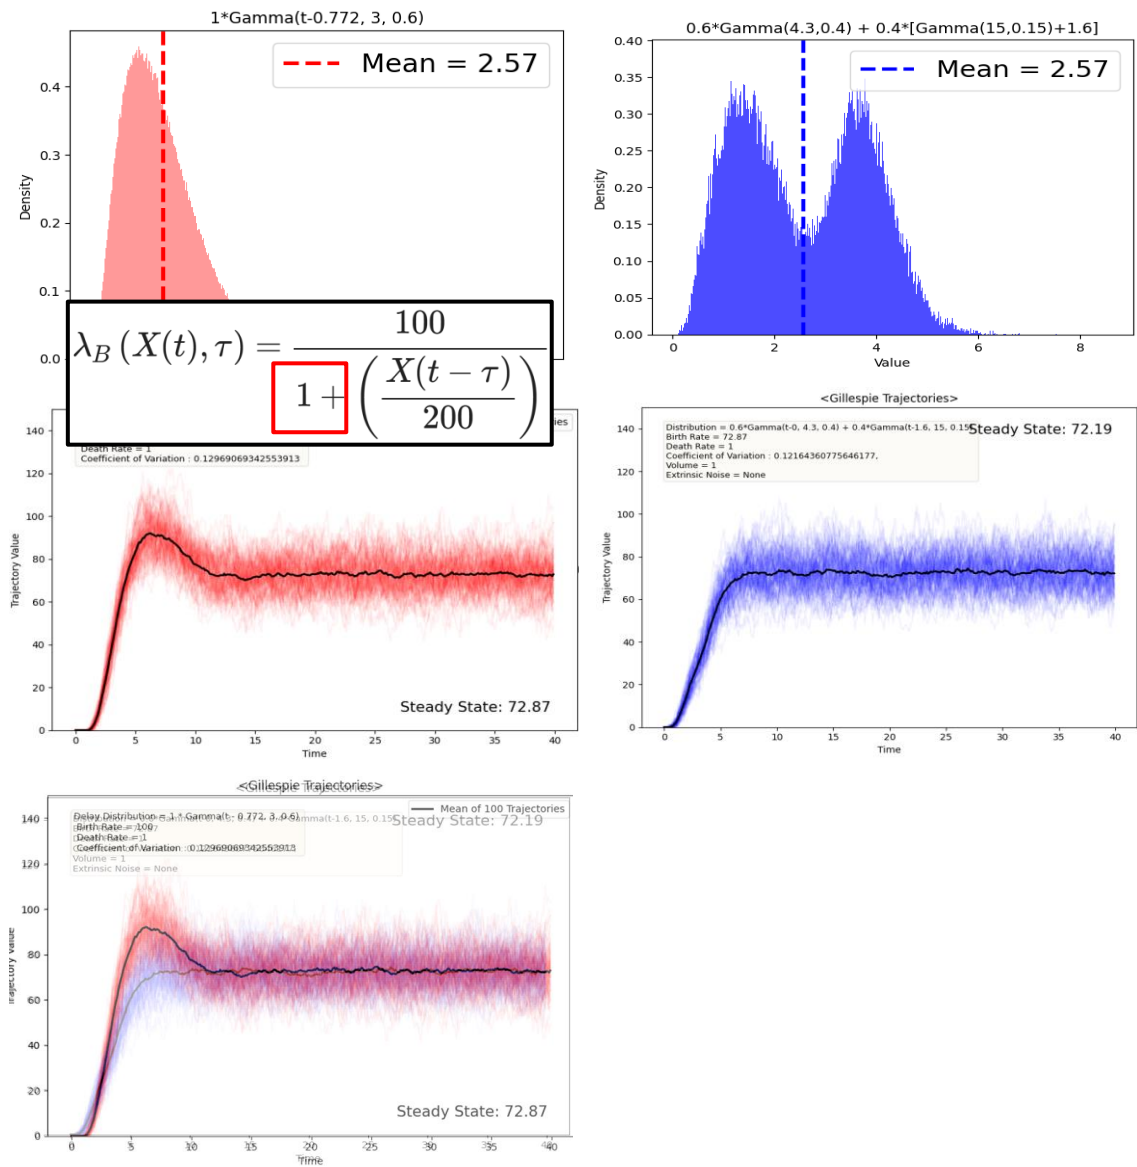 1*Gamma(t-0.772, 3, 0.6)
Mean = 2.57
Density
0.4
0.3
0.2
0.1
0.0
0.6*Gamma(4.3,0.4) + 0.4*[Gamma(15,0.15)+1.6]
Mean = 2.57
Density
0.40
0.35
0.30
0.25
0.20
0.15
0.10
0.05
0.00
0 2 4 6 8
Value
λ_B (X(t), τ) = 100 / (1 + (X(t − τ) / 200))
ies
Death Rate = 1
Coefficient of Variation : 0.12969069342553913
Trajectory Value
140
120
100
80
60
40
20
0
0 5 10 15 20 25 30 35 40
Time
Steady State: 72.87
<Gillespie Trajectories>
Distribution = 0.6*Gamma(t-0, 4.3, 0.4) + 0.4*Gamma(t-1.6, 15, 0.15)
Birth Rate = 72.87
Death Rate = 1
Coefficient of Variation : 0.12164360775646177,
Volume = 1
Extrinsic Noise = None
Steady State: 72.19
Trajectory Value
140
120
100
80
60
40
20
0
0 5 10 15 20 25 30 35 40
Time
<Gillespie Trajectories>
Mean of 100 Trajectories
Delay Distribution = 1 * Gamma(t - 0.772, 3, 0.6)
Birth Rate = 100
Death Rate = 1
Coefficient of Variation : 0.12969069342553913
Volume = 1
Extrinsic Noise = None
Steady State: 72.19
Trajectory Value
140
120
100
80
60
40
20
0
0 5 10 15 20 25 30 35 40
Time
Steady State: 72.87